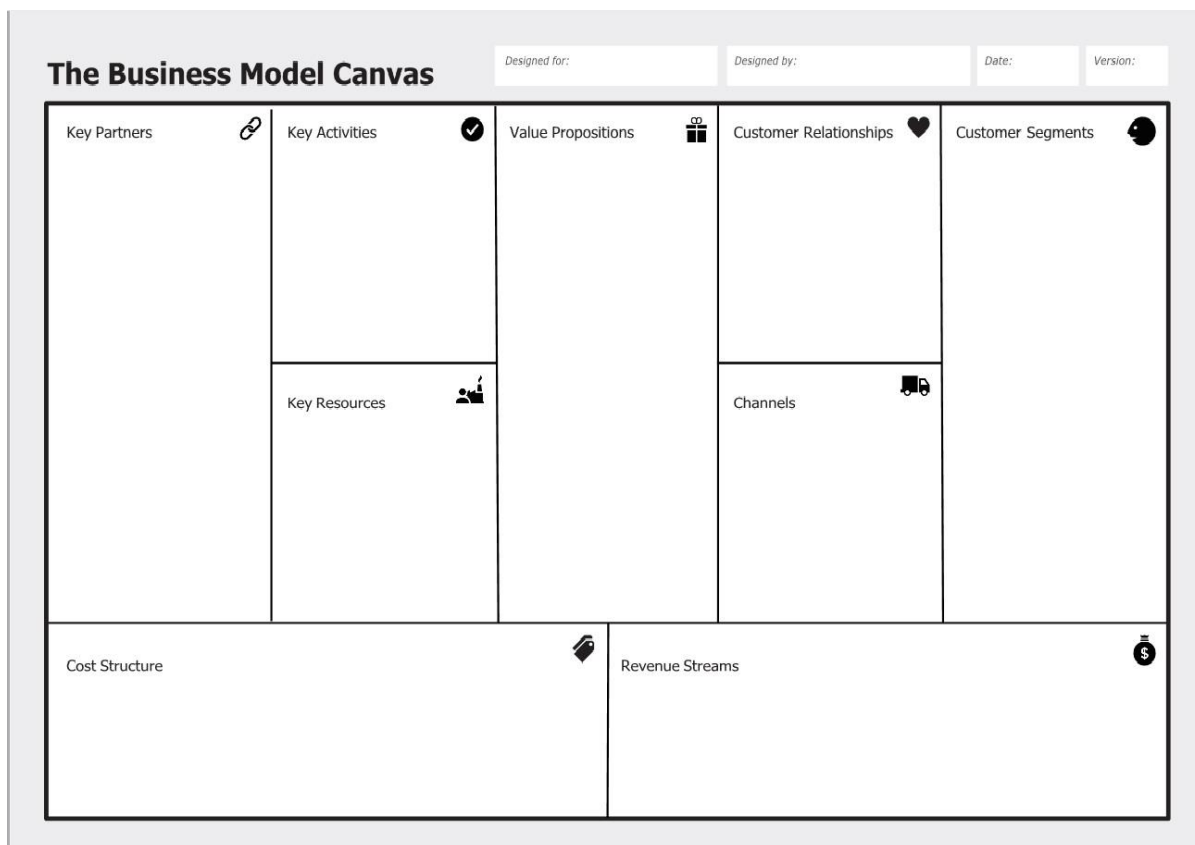 The Business Model Canvas
Designed for:
Designed by:
Date:
Version:
Key Partners
Key Activities
Value Propositions
Customer Relationships
Customer Segments
Key Resources
Channels
Cost Structure
Revenue Streams
$